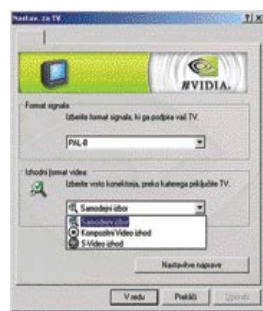 Nastav. za TV
NVIDIA.
Format signala
Izberite format signala, ki ga podpira vaš TV.
PAL-B
Izhodni format videa
Izberite vrsto konektorja, preko katerega priključite TV.
Samodejni izbor
Samodejni izbor
Kompozitni Video izhod
S-Video izhod
Nastavitve naprave
V redu
Prekliči
Uporabi